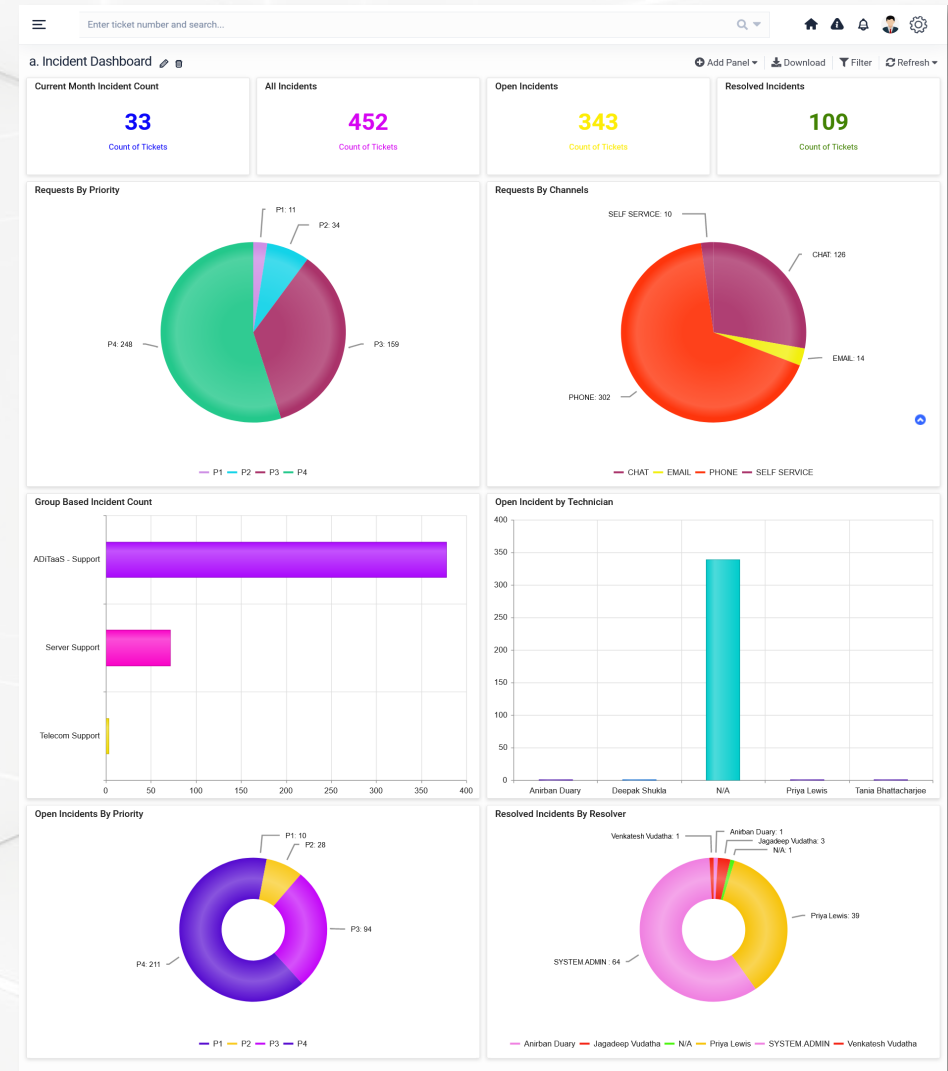 Enter ticket number and search...
a. Incident Dashboard
Add Panel
Download
Filter
Refresh
Current Month Incident Count
33
Count of Tickets
All Incidents
452
Count of Tickets
Open Incidents
343
Count of Tickets
Resolved Incidents
109
Count of Tickets
Requests By Priority
P1: 11
P2: 34
P4: 248
P3: 159
P1 P2 P3 P4
Requests By Channels
SELF SERVICE: 10
CHAT: 126
EMAIL: 14
PHONE: 302
CHAT EMAIL PHONE SELF SERVICE
Group Based Incident Count
ADiTaaS - Support
Server Support
Telecom Support
0 50 100 150 200 250 300 350 400
Open Incident by Technician
400
350
300
250
200
150
100
50
0
Anirban Duary Deepak Shukla N/A Priya Lewis Tania Bhattacharjee
Open Incidents By Priority
P1: 10
P2: 28
P3: 94
P4: 211
P1 P2 P3 P4
Resolved Incidents By Resolver
Venkatesh Vudatha: 1
Anirban Duary: 1
Jagadeep Vudatha: 3
N/A: 1
Priya Lewis: 39
SYSTEM.ADMIN : 64
Anirban Duary Jagadeep Vudatha N/A Priya Lewis SYSTEM.ADMIN Venkatesh Vudatha